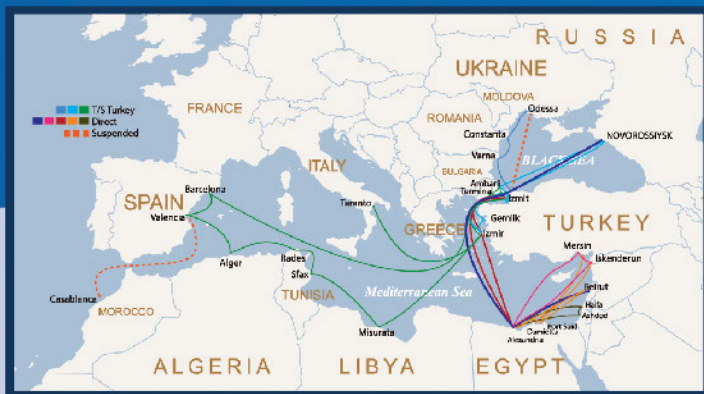 RUSSIA
UKRAINE
MOLDOVA
Odessa
T/S Turkey
Direct
Suspended
FRANCE
ROMANIA
Constanta
NOVOROSSIYSK
Varna
BLACK SEA
ITALY
BULGARIA
Ambarli
Termina
Izmit
Barcelona
SPAIN
Valencia
Taranto
Gemlik
GREECE
Izmir
TURKEY
Mersin
Iskenderun
Alger
Rades
Sfax
TUNISIA
Mediterranean Sea
Beirut
Casablanca
MOROCCO
Haifa
Ashdod
Misurata
Port Said
Damietta
Alexandria
ALGERIA
LIBYA
EGYPT